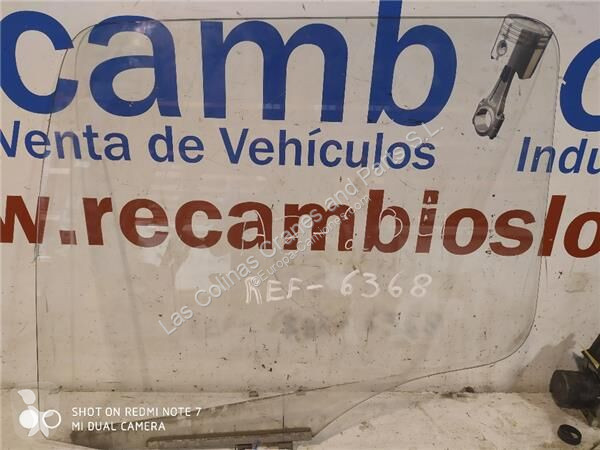 camb
Venta de Vehículos Indu
w.recambioslo
REF-6368
Las Colinas Cranes and Parts S.L.
SHOT ON REDMI NOTE 7
MI DUAL CAMERA